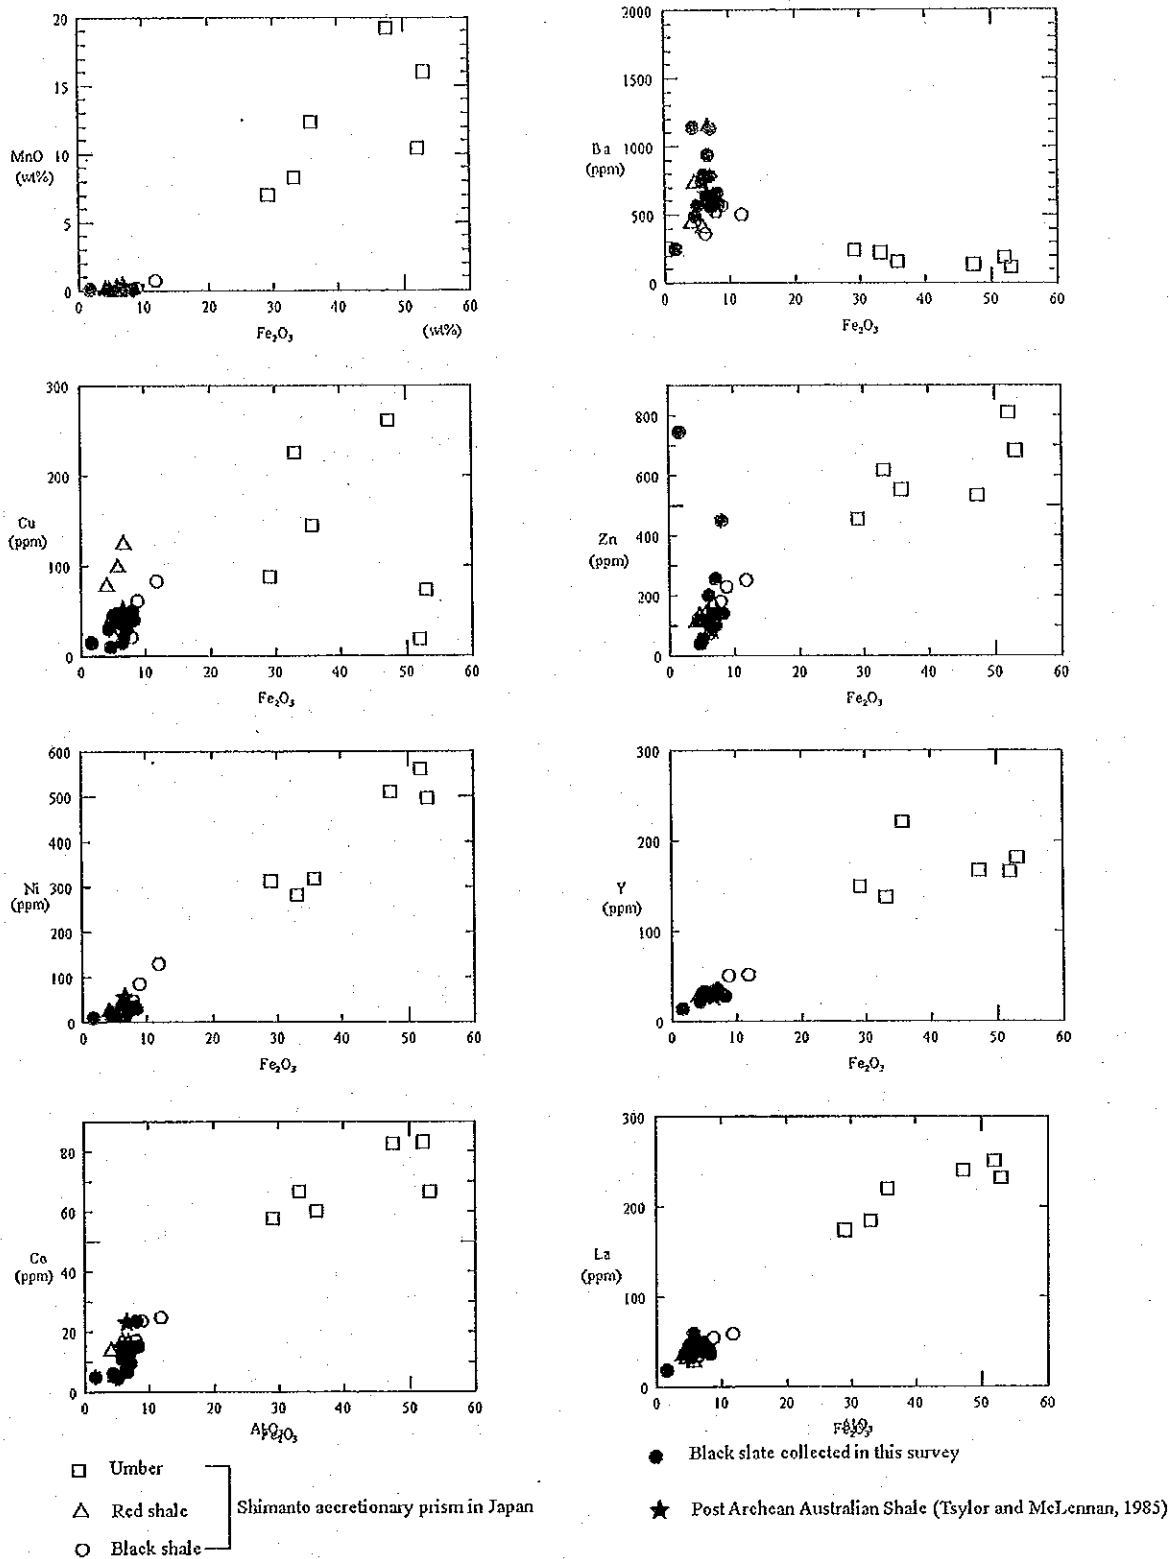 20
15
MnO
10
(wt%)
5
0
0 10 20 30 40 50 60
Fe₂O₃ (wt%)
2000
1500
Ba
1000
(ppm)
500
0
0 10 20 30 40 50 60
Fe₂O₃
300
200
Cu
(ppm)
100
0
0 10 20 30 40 50 60
Fe₂O₃
800
600
Zn
400
(ppm)
200
0
0 10 20 30 40 50 60
Fe₂O₃
600
500
400
Ni
300
(ppm)
200
100
0
0 10 20 30 40 50 60
Fe₂O₃
300
200
Y
(ppm)
100
0
0 10 20 30 40 50 60
Fe₂O₃
80
60
Co
40
(ppm)
20
0
0 10 20 30 40 50 60
Fe₂O₃
300
200
La
(ppm)
100
0
0 10 20 30 40 50 60
Fe₂O₃
Umber
Red shale
Black shale
Shimanto accretionary prism in Japan
Black slate collected in this survey
Post Archean Australian Shale (Tsylor and McLennan, 1985)